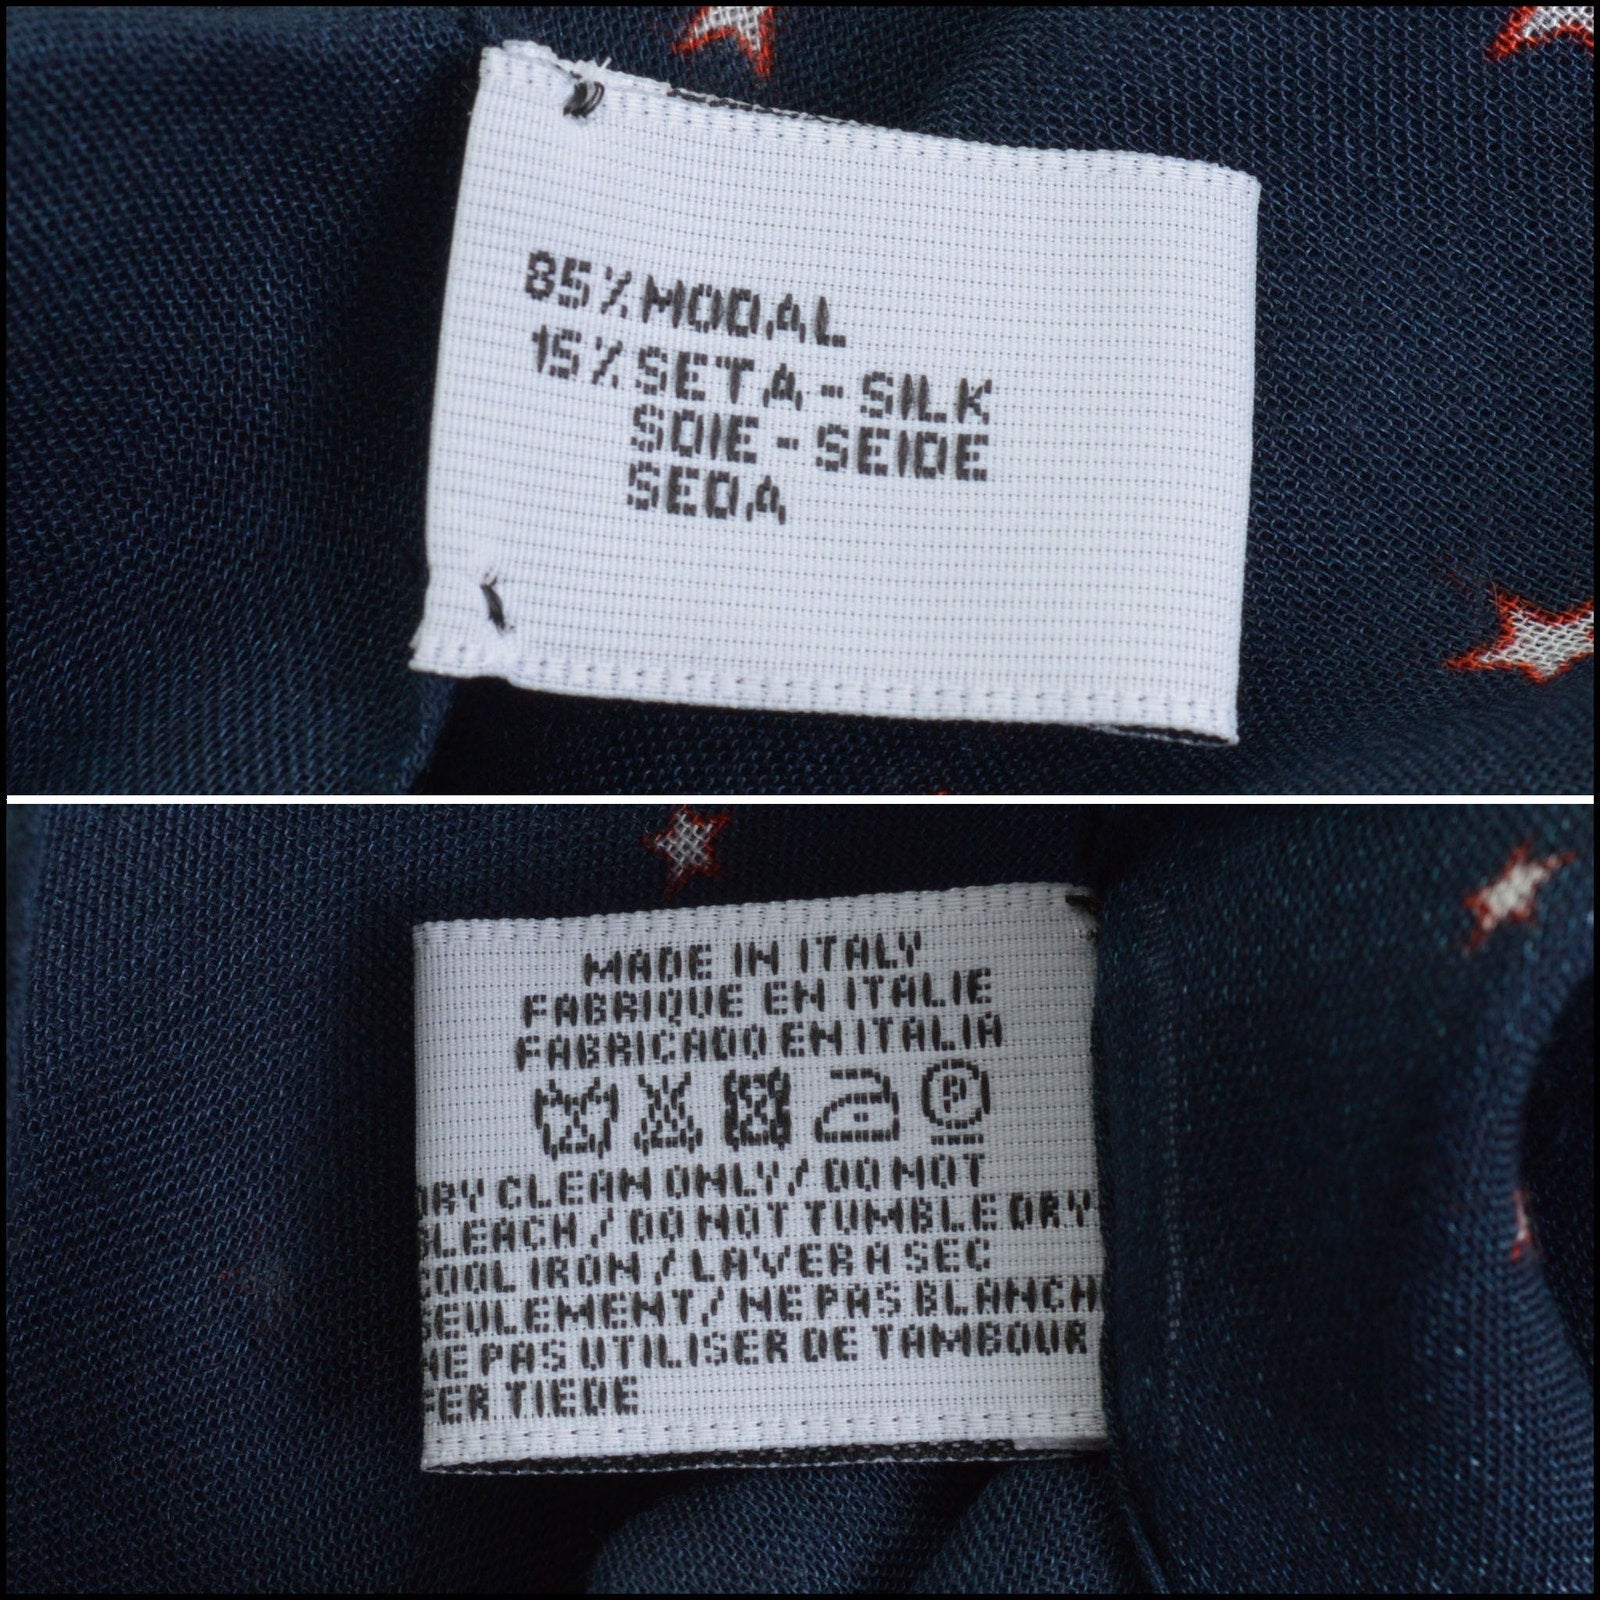 85% MODAL
15% SETA - SILK
SOIE - SEIDE
SEDA
MADE IN ITALY
FABRIQUE EN ITALIE
FABRICADO EN ITALIA
P
DRY CLEAN ONLY / DO NOT
BLEACH / DO NOT TUMBLE DRY
COOL IRON / LAVER A SEC
SEULEMENT / NE PAS BLANCH
NE PAS UTILISER DE TAMBOUR
FER TIEDE